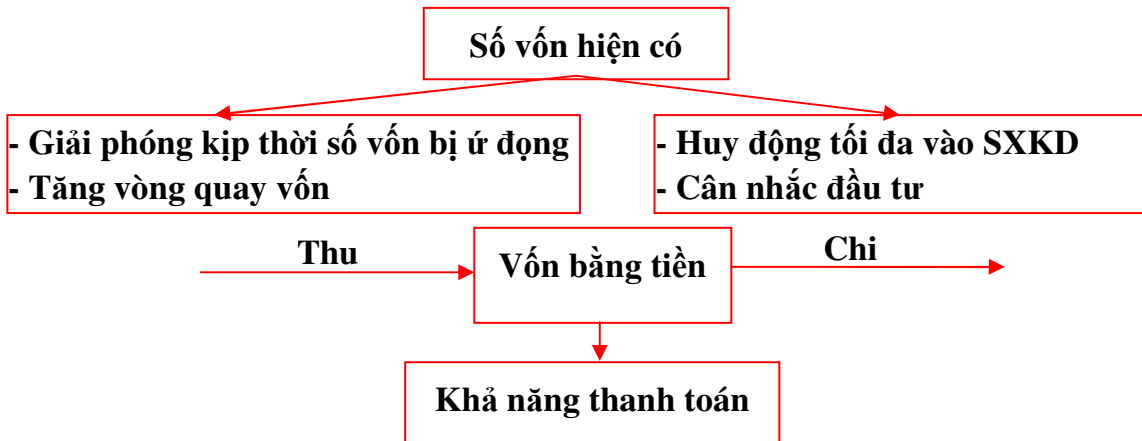 Số vốn hiện có
- Giải phóng kịp thời số vốn bị ứ đọng
- Tăng vòng quay vốn
- Huy động tối đa vào SXKD
- Cân nhắc đầu tư
Thu
Vốn bằng tiền
Chi
Khả năng thanh toán